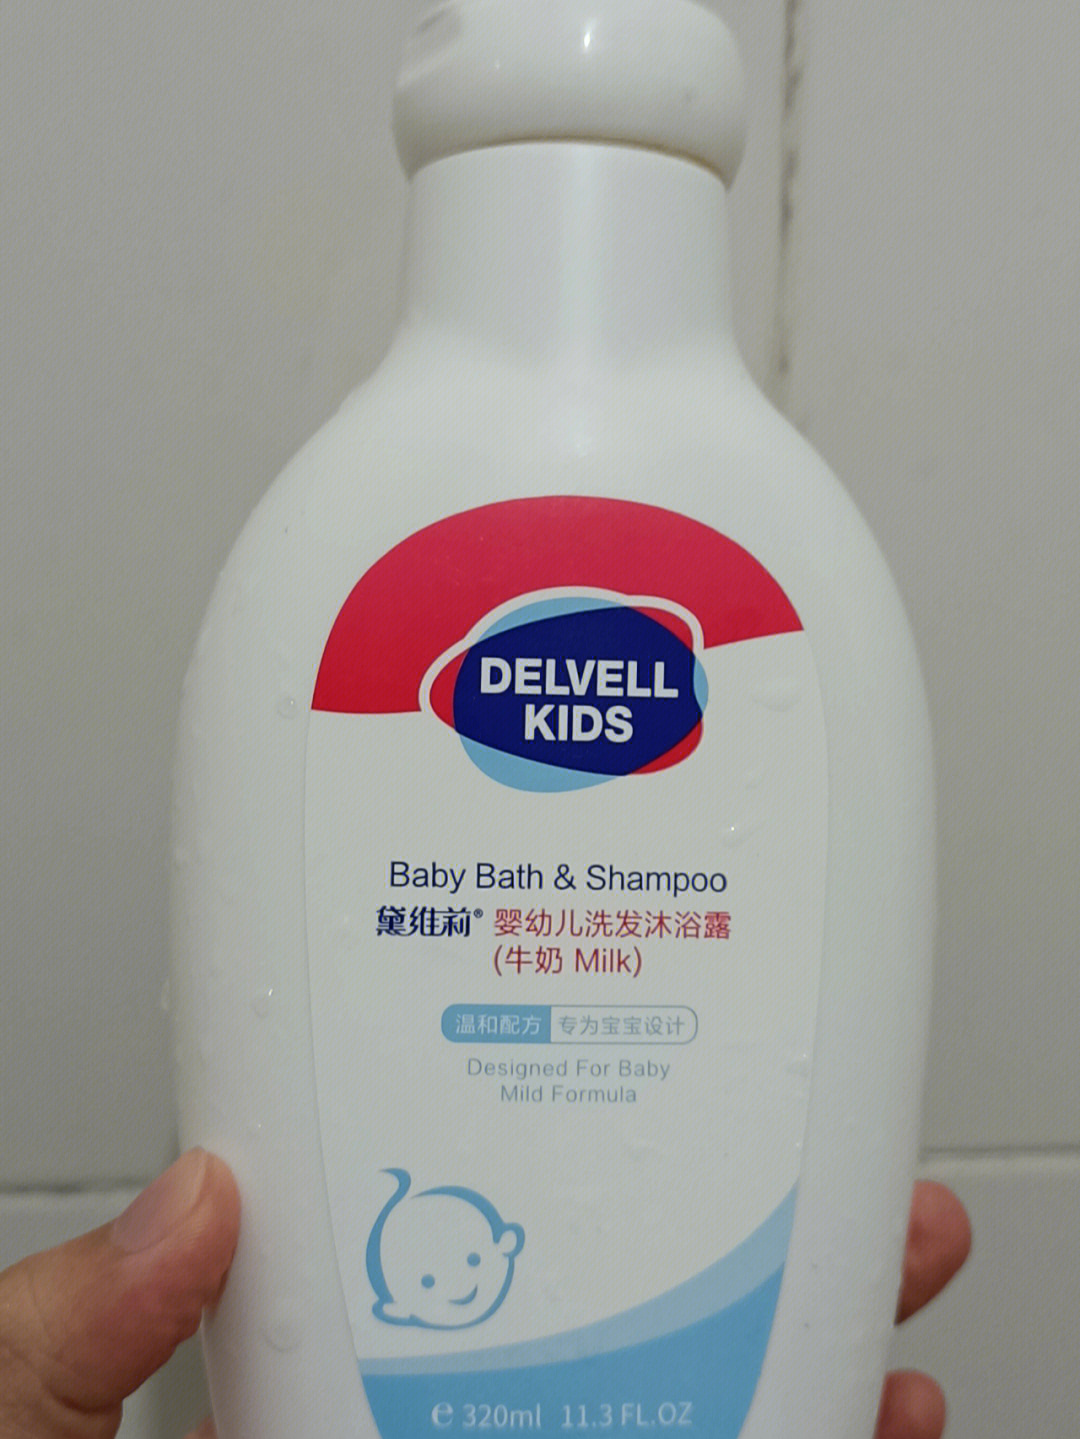 DELVELL
KIDS
Baby Bath & Shampoo
黛维莉® 婴幼儿洗发沐浴露
(牛奶 Milk)
温和配方 专为宝宝设计
Designed For Baby
Mild Formula
℮ 320ml 11.3 FL.OZ